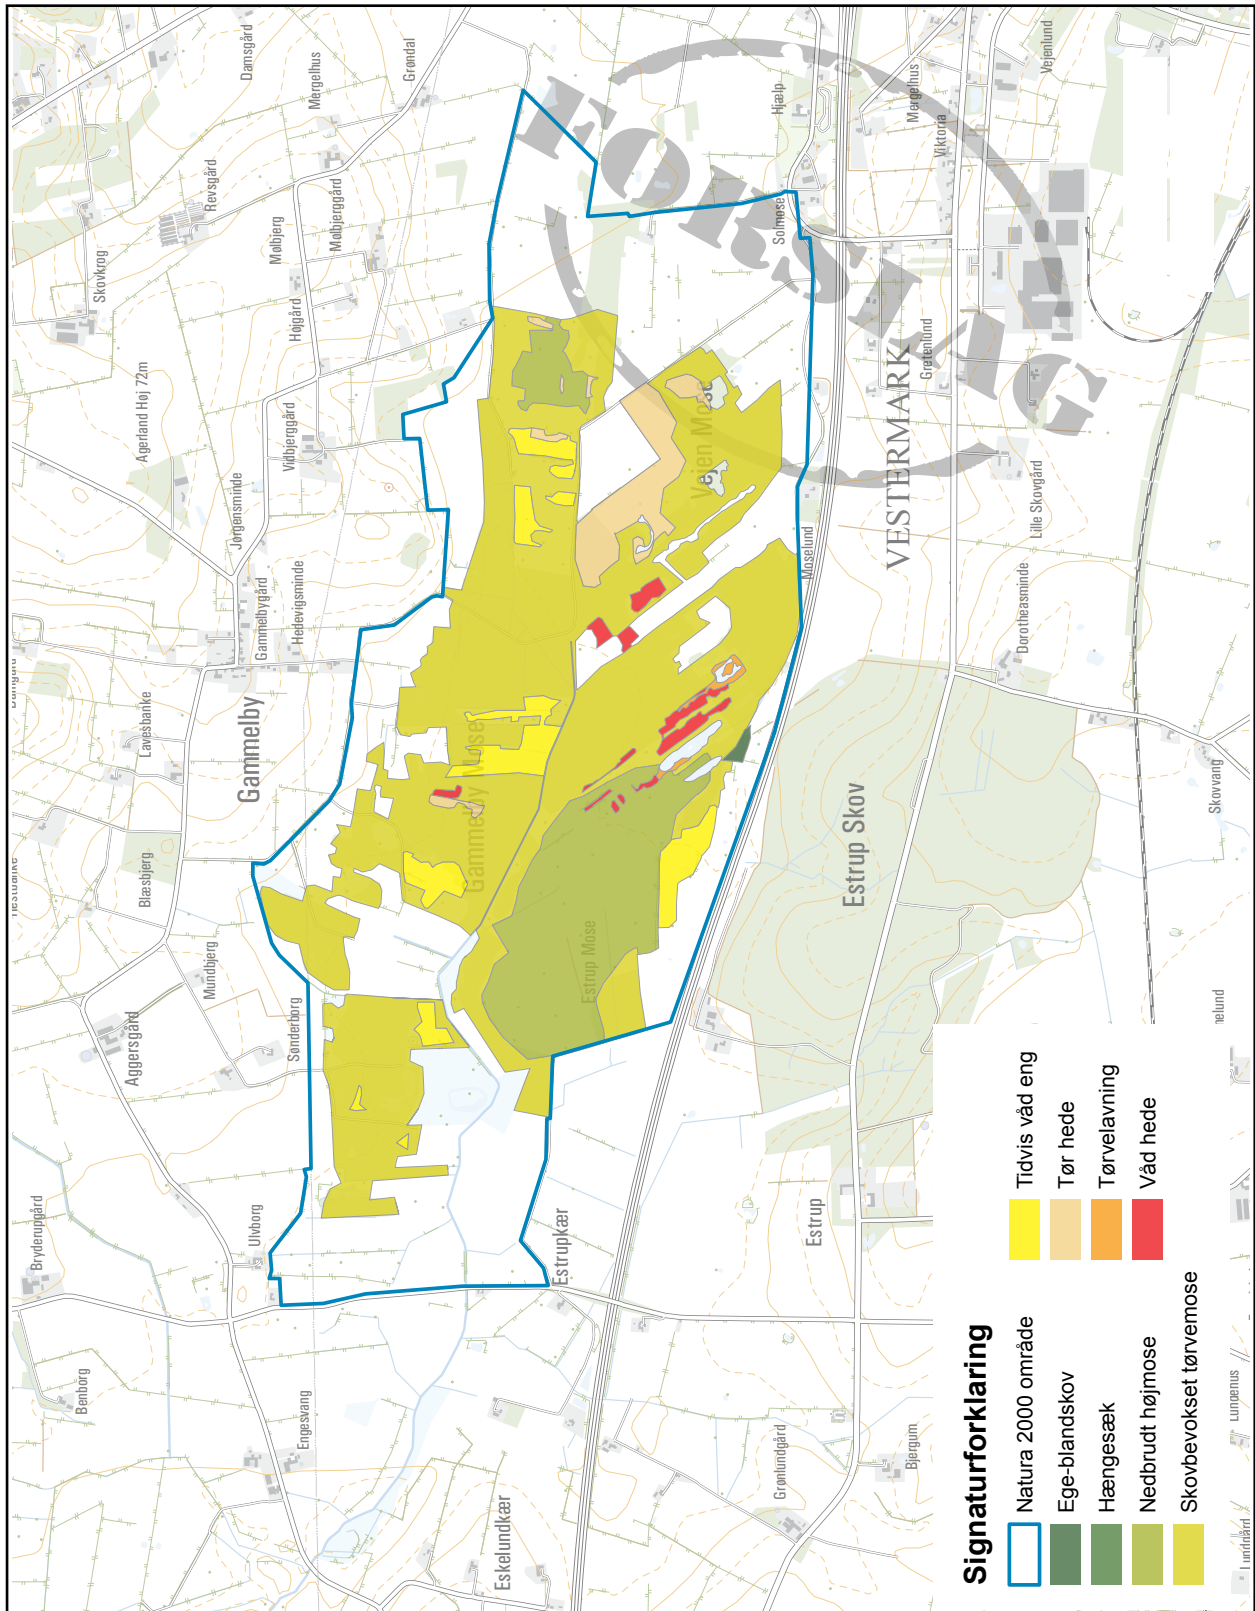 Bryderupgård
Benborg
Engesvang
Eskelundkær
Ulvborg
Aggersgård
Mundbjerg
Sønderborg
Blæsbjerg
Lavesbanke
Gammelby
Gammelbygård
Hedevigsminde
Jørgensminde
Agerland Høj 72m
Vidbjerggård
Højgård
Skovkrog
Mølbjerg
Mølbjerggård
Revsgård
Damsgård
Mergelhus
Grøndal
Gammelby Mose
Estrup Mose
Vejen Mose
Estrupkær
Estrup
Estrup Skov
Moselund
Solmose
Hjælp
Mergelhus
Viktoria
Vejenlund
VESTERMARK
Gretenlund
Lille Skovgård
Dorotheasminde
Skovvang
Grønlundgård
Bjergum
FORSLAG
Signaturforklaring
Natura 2000 område
Ege-blandskov
Hængesæk
Nedbrudt højmose
Skovbevokset tørvemose
Tidvis våd eng
Tør hede
Tørvelavning
Våd hede